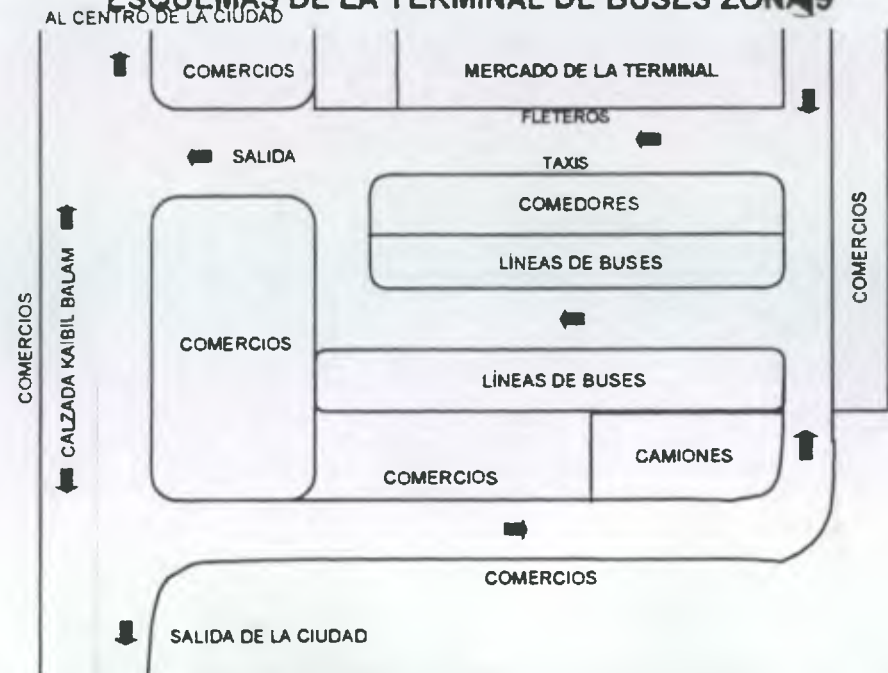 ESQUEMAS DE LA TERMINAL DE BUSES ZONA 9
AL CENTRO DE LA CIUDAD
COMERCIOS
MERCADO DE LA TERMINAL
FLETEROS
SALIDA
TAXIS
COMEDORES
LÍNEAS DE BUSES
COMERCIOS
COMERCIOS
CALZADA KAIBIL BALAM
COMERCIOS
LÍNEAS DE BUSES
CAMIONES
COMERCIOS
COMERCIOS
SALIDA DE LA CIUDAD